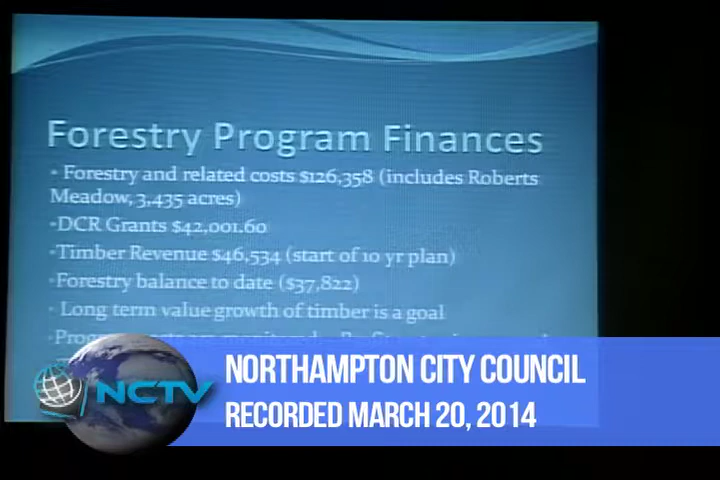 Forestry Program Finances
• Forestry and related costs $126,358 (includes Roberts
Meadow, 3,435 acres)
•DCR Grants $42,001.60
•Timber Revenue $46,534 (start of 10 yr plan)
•Forestry balance to date ($37,822)
• Long term value growth of timber is a goal
NCTV
NORTHAMPTON CITY COUNCIL
RECORDED MARCH 20, 2014